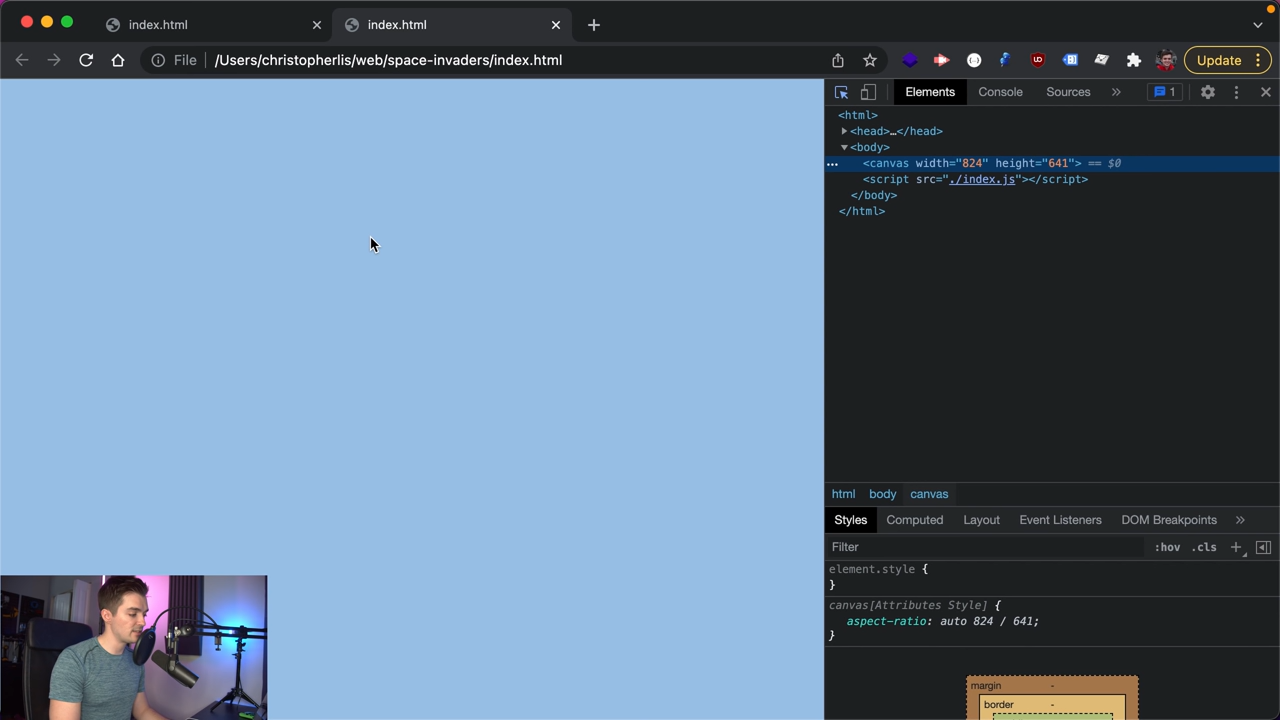 index.html
index.html
File
/Users/christopherlis/web/space-invaders/index.html
Update
Elements
Console
Sources
1
<html>
<head>…</head>
<body>
<canvas width="824" height="641"> == $0
<script src="./index.js"></script>
</body>
</html>
html
body
canvas
Styles
Computed
Layout
Event Listeners
DOM Breakpoints
Filter
:hov
.cls
element.style {
}
canvas[Attributes Style] {
aspect-ratio: auto 824 / 641;
}
margin
-
border
-